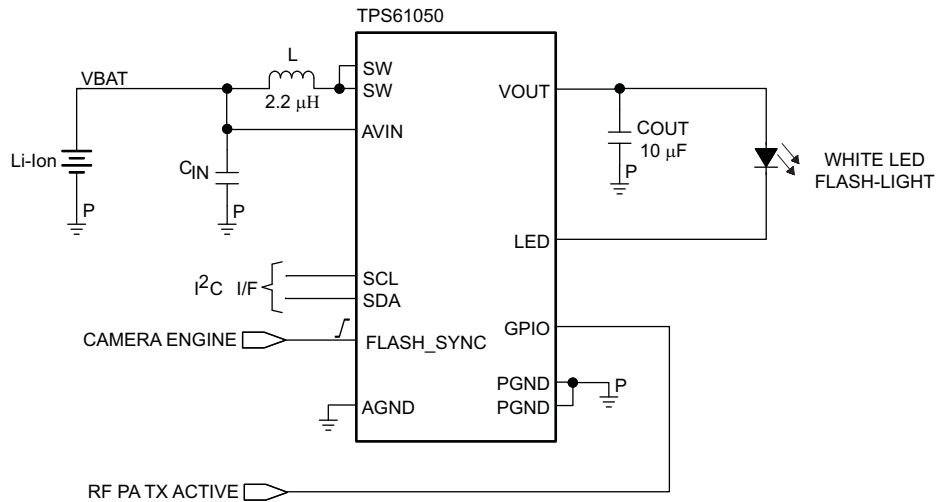 TPS61050
L
SW
VBAT
SW
VOUT
2.2 μH
COUT
10 μF
AVIN
Li-Ion
CIN
P
WHITE LED
FLASH-LIGHT
P
P
LED
SCL
I2C I/F
SDA
GPIO
CAMERA ENGINE
FLASH_SYNC
PGND
P
PGND
AGND
RF PA TX ACTIVE